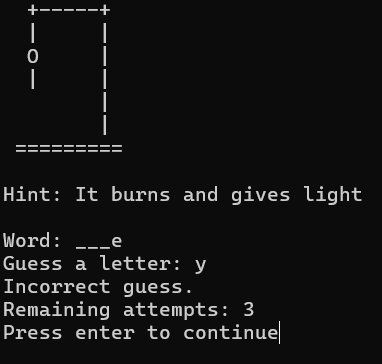 +-----+
|     |
O     |
|     |
      |
      |
=========
Hint: It burns and gives light
Word: ___e
Guess a letter: y
Incorrect guess.
Remaining attempts: 3
Press enter to continue